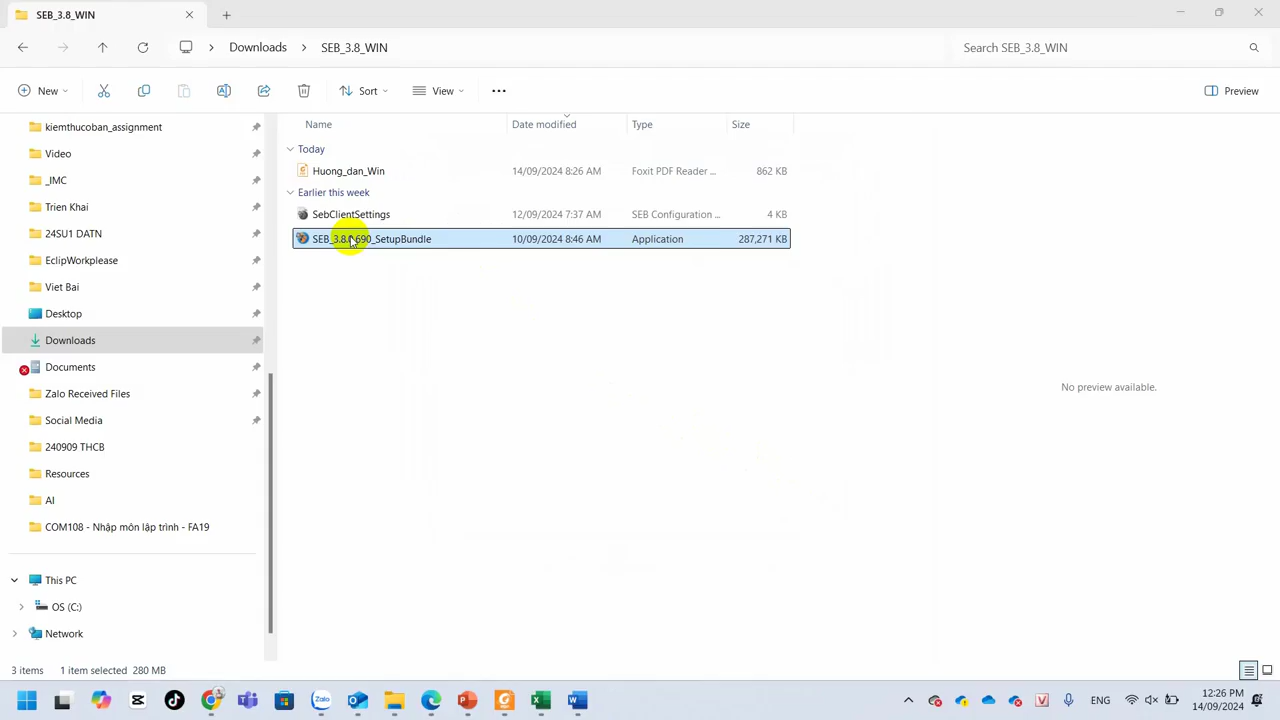 SEB_3.8_WIN
Downloads
SEB_3.8_WIN
Search SEB_3.8_WIN
New
Sort
View
Preview
kiemthucoban_assignment
Video
_IMC
Trien Khai
24SU1 DATN
EclipWorkplease
Viet Bai
Desktop
Downloads
Documents
Zalo Received Files
Social Media
240909 THCB
Resources
AI
COM108 - Nhập môn lập trình - FA19
This PC
OS (C:)
Network
Name Date modified Type Size
Today
Huong_dan_Win 14/09/2024 8:26 AM Foxit PDF Reader ... 862 KB
Earlier this week
SebClientSettings 12/09/2024 7:37 AM SEB Configuration ... 4 KB
SEB_3.8.0.690_SetupBundle 10/09/2024 8:46 AM Application 287,271 KB
No preview available.
3 items 1 item selected 280 MB
Zalo
ENG
12:26 PM
14/09/2024